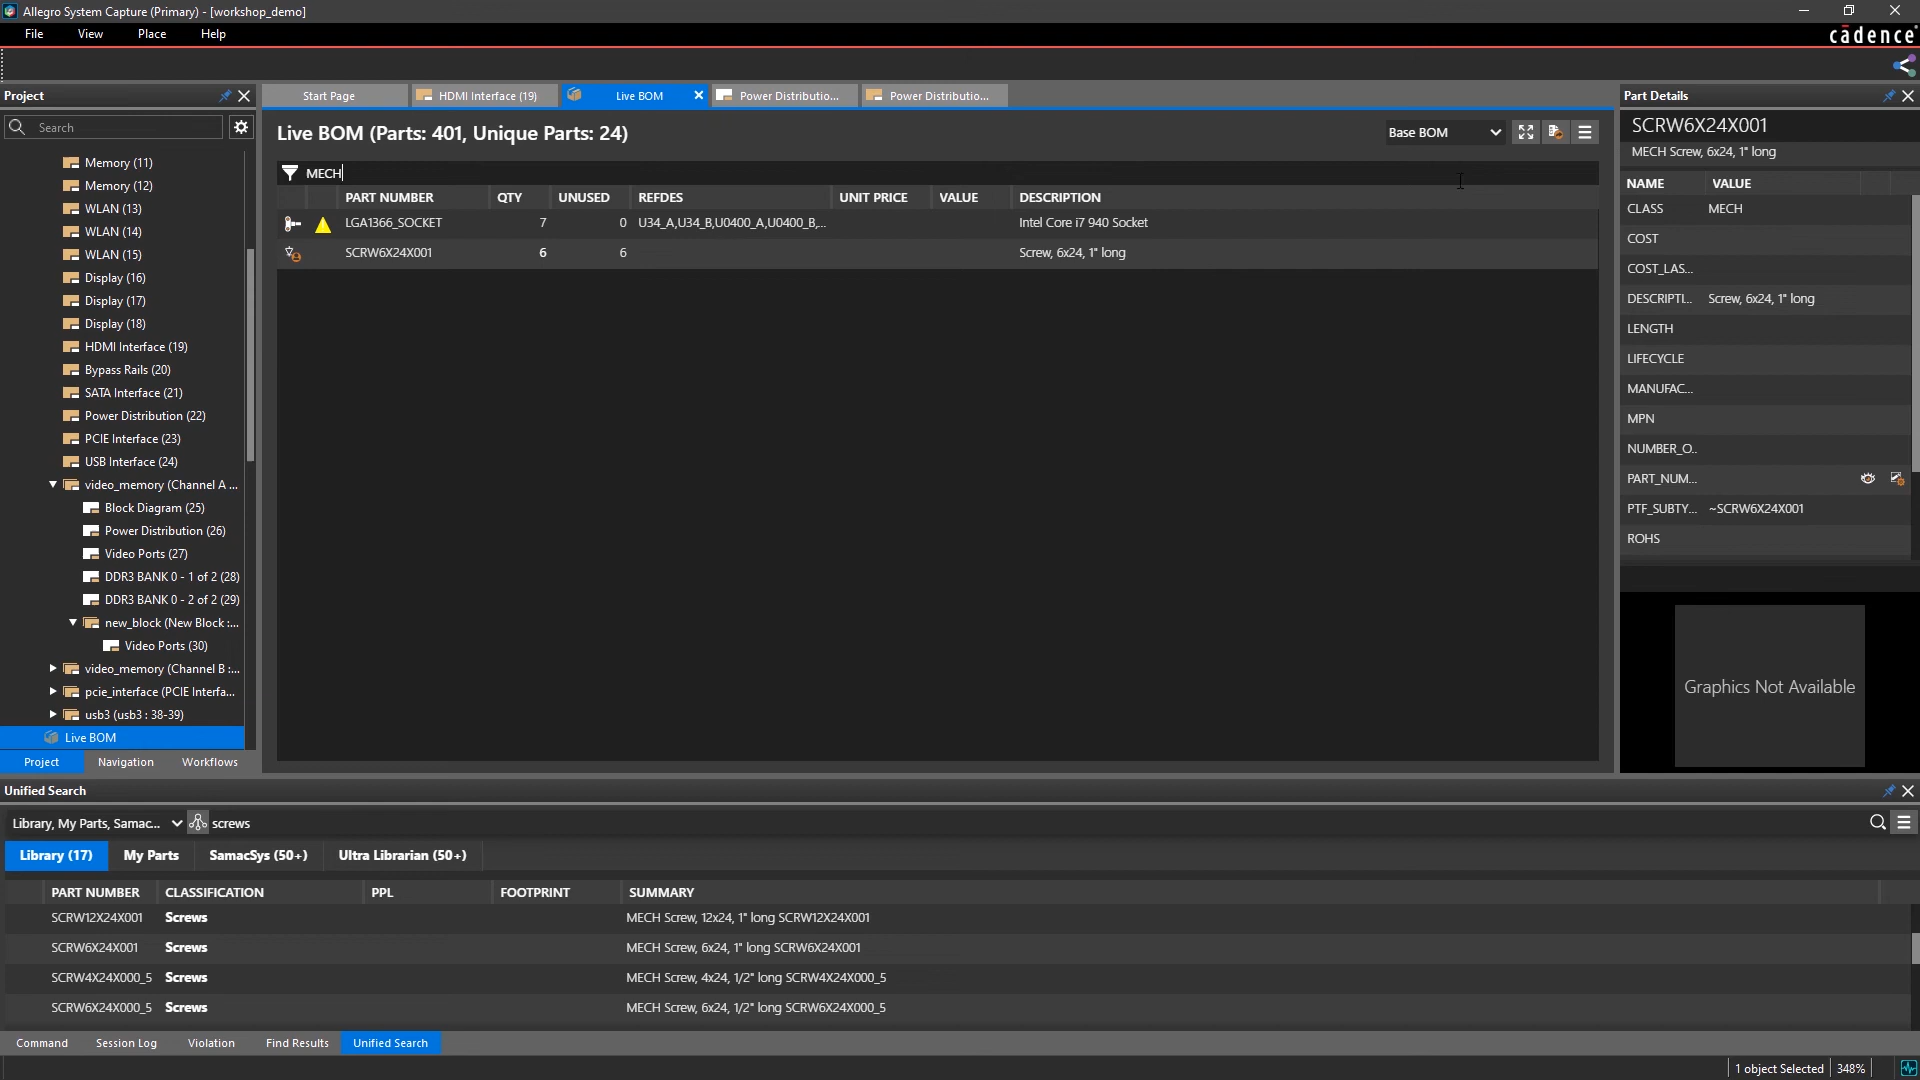 Allegro System Capture (Primary) - [workshop_demo]
File View Place Help
cādence
Project
Search
Memory (11)
Memory (12)
WLAN (13)
WLAN (14)
WLAN (15)
Display (16)
Display (17)
Display (18)
HDMI Interface (19)
Bypass Rails (20)
SATA Interface (21)
Power Distribution (22)
PCIE Interface (23)
USB Interface (24)
video_memory (Channel A ...
Block Diagram (25)
Power Distribution (26)
Video Ports (27)
DDR3 BANK 0 - 1 of 2 (28)
DDR3 BANK 0 - 2 of 2 (29)
new_block (New Block :...
Video Ports (30)
video_memory (Channel B :...
pcie_interface (PCIE Interfa...
usb3 (usb3 : 38-39)
Live BOM
Project Navigation Workflows
Start Page HDMI Interface (19) Live BOM Power Distributio... Power Distributio...
Live BOM (Parts: 401, Unique Parts: 24)
Base BOM
MECH
PART NUMBER QTY UNUSED REFDES UNIT PRICE VALUE DESCRIPTION
LGA1366_SOCKET 7 0 U34_A,U34_B,U0400_A,U0400_B,... Intel Core i7 940 Socket
SCRW6X24X001 6 6 Screw, 6x24, 1" long
Part Details
SCRW6X24X001
MECH Screw, 6x24, 1" long
NAME VALUE
CLASS MECH
COST
COST_LAS...
DESCRIPTI... Screw, 6x24, 1" long
LENGTH
LIFECYCLE
MANUFAC...
MPN
NUMBER_O..
PART_NUM...
PTF_SUBTY... ~SCRW6X24X001
ROHS
Graphics Not Available
Unified Search
Library, My Parts, Samac... screws
Library (17) My Parts SamacSys (50+) Ultra Librarian (50+)
PART NUMBER CLASSIFICATION PPL FOOTPRINT SUMMARY
SCRW12X24X001 Screws MECH Screw, 12x24, 1" long SCRW12X24X001
SCRW6X24X001 Screws MECH Screw, 6x24, 1" long SCRW6X24X001
SCRW4X24X000_5 Screws MECH Screw, 4x24, 1/2" long SCRW4X24X000_5
SCRW6X24X000_5 Screws MECH Screw, 6x24, 1/2" long SCRW6X24X000_5
Command Session Log Violation Find Results Unified Search
1 object Selected 348%